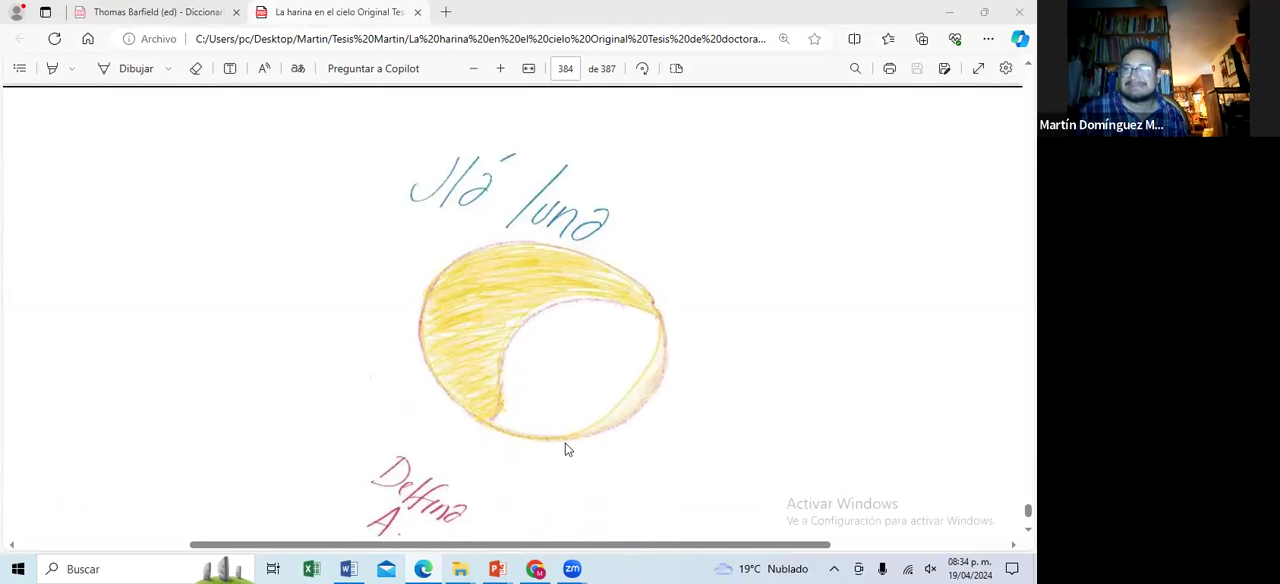 Thomas Barfield (ed) - Diccionar
La harina en el cielo Original Tes
Archivo
C:/Users/pc/Desktop/Martin/Tesis%20Martin/La%20harina%20en%20el%20cielo%20Original%20Tesis%20de%20doctora...
Dibujar
Preguntar a Copilot
384 de 387
Martín Domínguez M...
Jlá luna
Delfina
A.
Activar Windows
Ve a Configuración para activar Windows.
Buscar
19°C Nublado
08:34 p. m.
19/04/2024